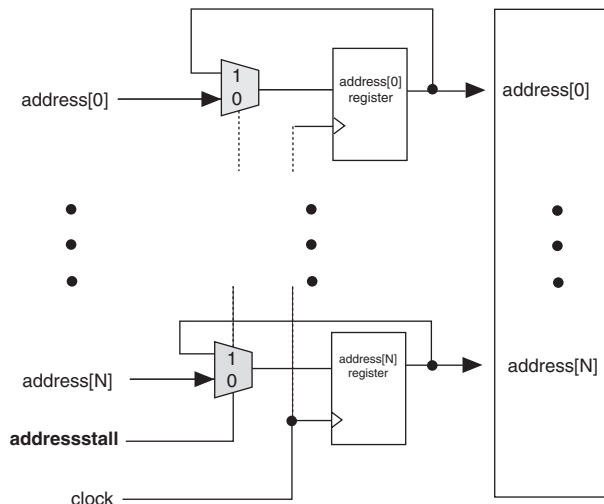 1
0
address[0]
address[0]
register
address[0]
1
0
address[N]
address[N]
register
address[N]
addressstall
clock